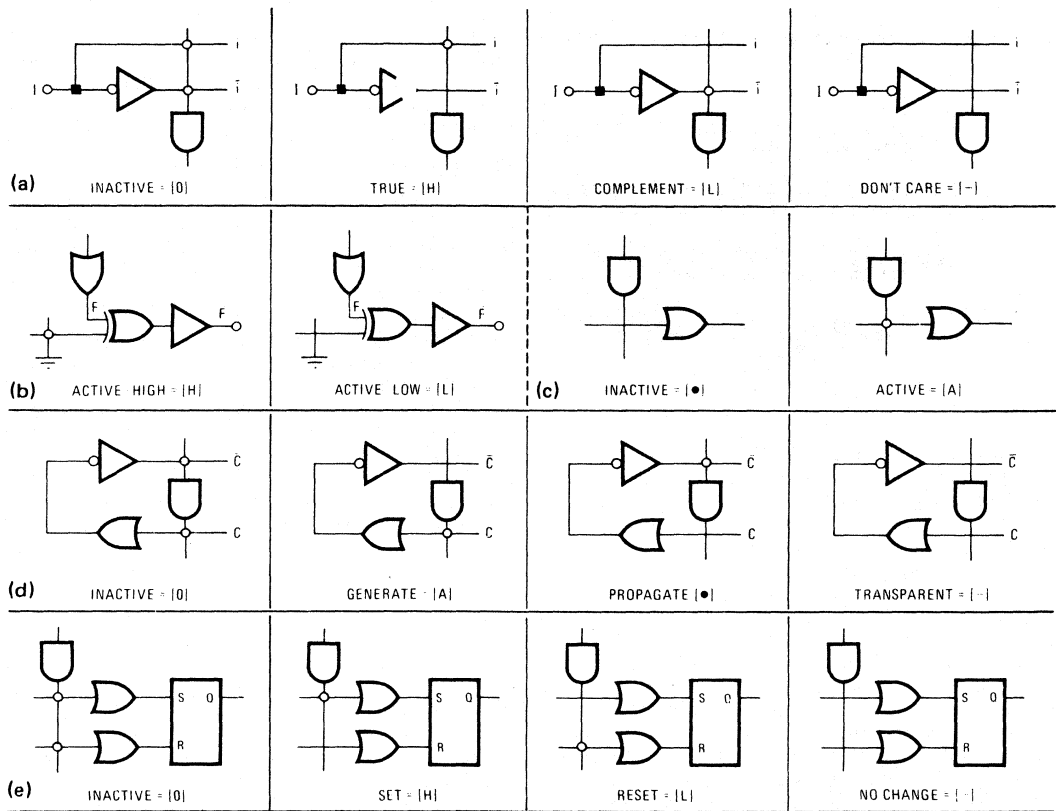 I i ī
I i ī
I i ī
I i ī
(a) INACTIVE = |0| TRUE = |H| COMPLEMENT = |L| DON'T CARE = |–|
F F
F F
(b) ACTIVE HIGH = |H| ACTIVE LOW = |L| (c) INACTIVE = |●| ACTIVE = |A|
C̄ C
C̄ C
C̄ C
C̄ C
(d) INACTIVE = |0| GENERATE = |A| PROPAGATE |●| TRANSPARENT = |–|
S Q R
S Q R
S Q R
S Q R
(e) INACTIVE = |0| SET = |H| RESET = |L| NO CHANGE = |–|